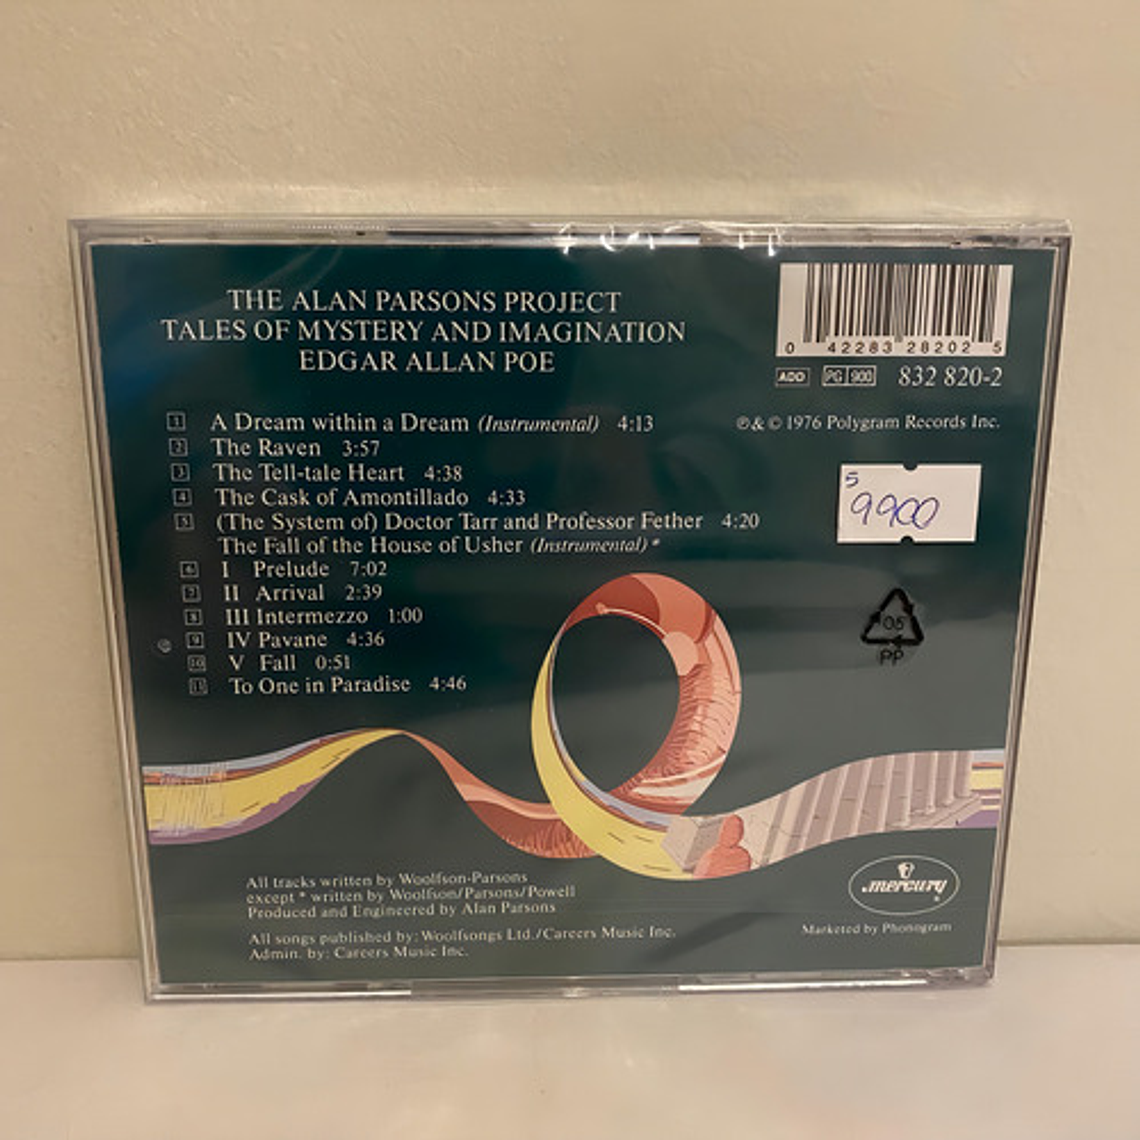 THE ALAN PARSONS PROJECT
TALES OF MYSTERY AND IMAGINATION
EDGAR ALLAN POE
0 42283 28202 5
ADD PG 900 832 820-2
℗&© 1976 Polygram Records Inc.
5
9900
1 A Dream within a Dream (Instrumental) 4:13
2 The Raven 3:57
3 The Tell-tale Heart 4:38
4 The Cask of Amontillado 4:33
5 (The System of) Doctor Tarr and Professor Fether 4:20
The Fall of the House of Usher (Instrumental)*
6 I Prelude 7:02
7 II Arrival 2:39
8 III Intermezzo 1:00
9 IV Pavane 4:36
10 V Fall 0:51
11 To One in Paradise 4:46
05
PP
All tracks written by Woolfson-Parsons
except * written by Woolfson/Parsons/Powell
Produced and Engineered by Alan Parsons
All songs published by: Woolfsongs Ltd./Careers Music Inc.
Admin. by: Careers Music Inc.
mercury
Marketed by Phonogram